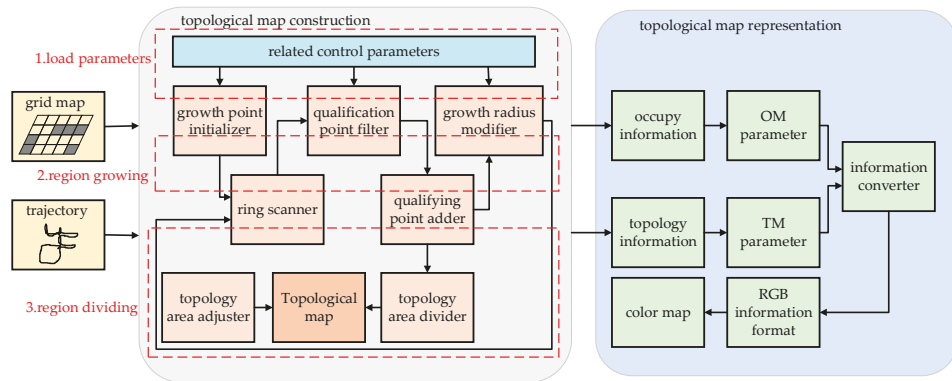 topological map construction
topological map representation
related control parameters
1.load parameters
grid map
growth point
initializer
qualification
point filter
growth radius
modifier
occupy
information
OM
parameter
information
converter
2.region growing
ring scanner
qualifying
point adder
trajectory
topology
information
TM
parameter
3.region dividing
topology
area adjuster
Topological
map
topology
area divider
color map
RGB
information
format